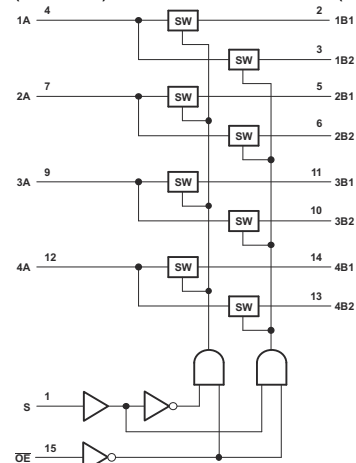 1A 4 SW 2 1B1
SW 3 1B2
2A 7 SW 5 2B1
SW 6 2B2
3A 9 SW 11 3B1
SW 10 3B2
4A 12 SW 14 4B1
SW 13 4B2
S 1
OE 15